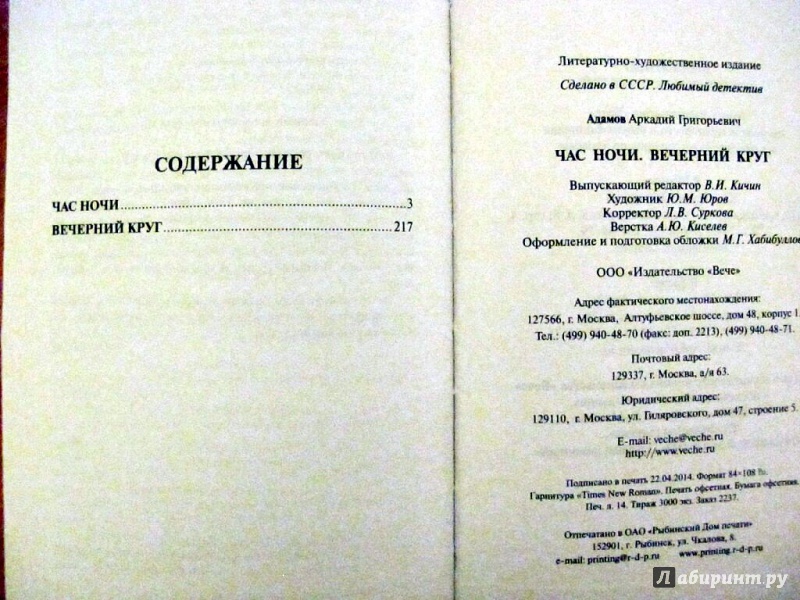 СОДЕРЖАНИЕ
ЧАС НОЧИ 3
ВЕЧЕРНИЙ КРУГ 217
Литературно-художественное издание
Сделано в СССР. Любимый детектив
Адамов Аркадий Григорьевич
ЧАС НОЧИ. ВЕЧЕРНИЙ КРУГ
Выпускающий редактор В.И. Кичин
Художник Ю.М. Юров
Корректор Л.В. Суркова
Верстка А.Ю. Киселев
Оформление и подготовка обложки М.Г. Хабибуллов
ООО «Издательство «Вече»
Адрес фактического местонахождения:
127566, г. Москва, Алтуфьевское шоссе, дом 48, корпус 1.
Тел.: (499) 940-48-70 (факс: доп. 2213), (499) 940-48-71.
Почтовый адрес:
129337, г. Москва, а/я 63.
Юридический адрес:
129110, г. Москва, ул. Гиляровского, дом 47, строение 5.
E-mail: veche@veche.ru
http://www.veche.ru
Подписано в печать 22.04.2014. Формат 84×108
Гарнитура «Times New Roman». Печать офсетная. Бумага офсетная.
Печ. л. 14. Тираж 3000 экз. Заказ 2237.
Отпечатано в ОАО «Рыбинский Дом печати»
152901, г. Рыбинск, ул. Чкалова, 8.
e-mail: printing@r-d-p.ru www.printing.r-d-p.ru
Лабиринт.ру